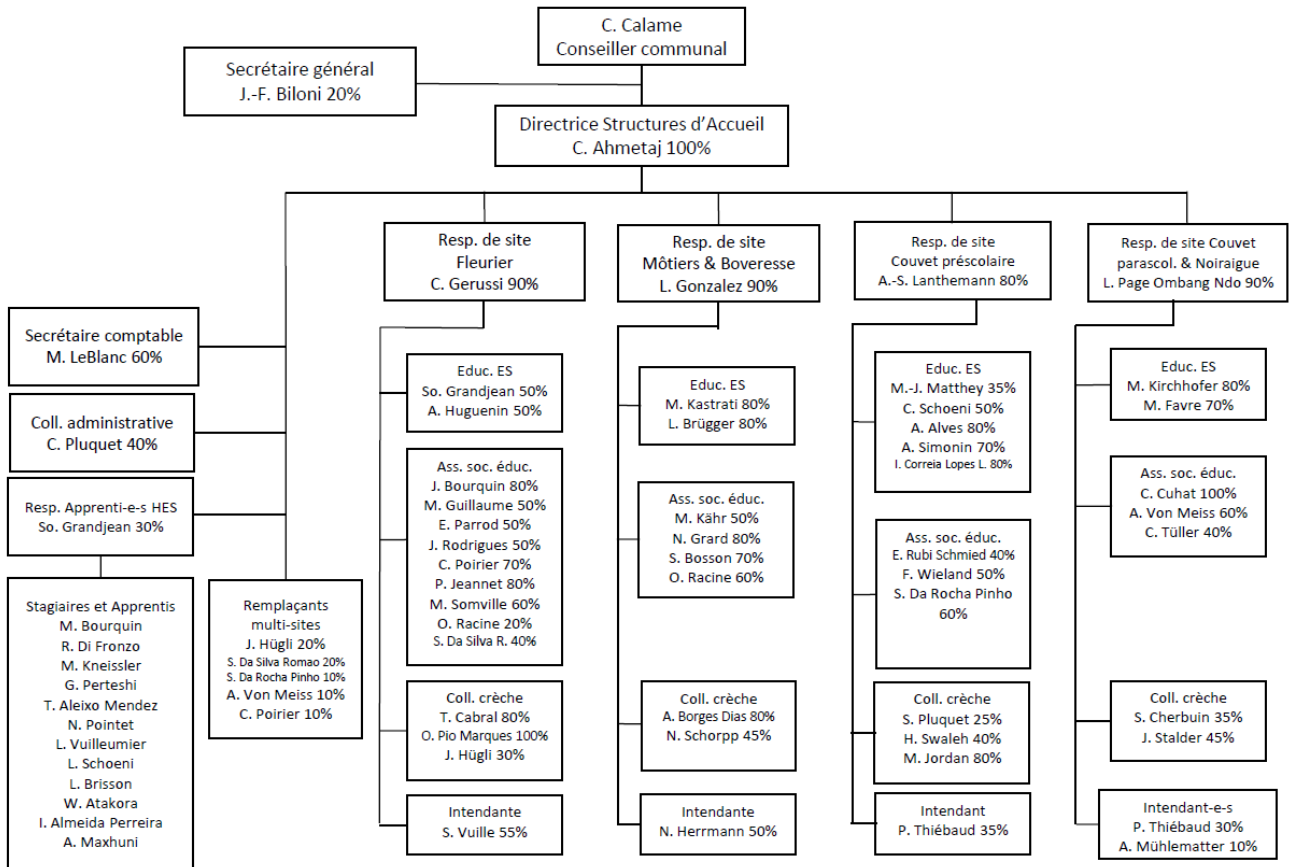 C. Calame
Conseiller communal
Secrétaire général
J.-F. Biloni 20%
Directrice Structures d’Accueil
C. Ahmetaj 100%
Resp. de site
Fleurier
C. Gerussi 90%
Resp. de site
Môtiers & Boveresse
L. Gonzalez 90%
Resp. de site
Couvet préscolaire
A.-S. Lanthemann 80%
Resp. de site Couvet
parascol. & Noiraigue
L. Page Ombang Ndo 90%
Secrétaire comptable
M. LeBlanc 60%
Coll. administrative
C. Pluquet 40%
Resp. Apprenti-e-s HES
So. Grandjean 30%
Stagiaires et Apprentis
M. Bourquin
R. Di Fronzo
M. Kneissler
G. Perteshi
T. Aleixo Mendez
N. Pointet
L. Vuilleumier
L. Schoeni
L. Brisson
W. Atakora
I. Almeida Perreira
A. Maxhuni
Remplaçants
multi-sites
J. Hügli 20%
S. Da Silva Romao 20%
S. Da Rocha Pinho 10%
A. Von Meiss 10%
C. Poirier 10%
Educ. ES
So. Grandjean 50%
A. Huguenin 50%
Ass. soc. éduc.
J. Bourquin 80%
M. Guillaume 50%
E. Parrod 50%
J. Rodrigues 50%
C. Poirier 70%
P. Jeannet 80%
M. Somville 60%
O. Racine 20%
S. Da Silva R. 40%
Coll. crèche
T. Cabral 80%
O. Pio Marques 100%
J. Hügli 30%
Intendante
S. Vuille 55%
Educ. ES
M. Kastrati 80%
L. Brügger 80%
Ass. soc. éduc.
M. Kähr 50%
N. Grard 80%
S. Bosson 70%
O. Racine 60%
Coll. crèche
A. Borges Dias 80%
N. Schorpp 45%
Intendante
N. Herrmann 50%
Educ. ES
M.-J. Matthey 35%
C. Schoeni 50%
A. Alves 80%
A. Simonin 70%
I. Correia Lopes L. 80%
Ass. soc. éduc.
E. Rubi Schmied 40%
F. Wieland 50%
S. Da Rocha Pinho
60%
Coll. crèche
S. Pluquet 25%
H. Swaleh 40%
M. Jordan 80%
Intendant
P. Thiébaud 35%
Educ. ES
M. Kirchhofer 80%
M. Favre 70%
Ass. soc. éduc.
C. Cuhat 100%
A. Von Meiss 60%
C. Tüller 40%
Coll. crèche
S. Cherbuin 35%
J. Stalder 45%
Intendant-e-s
P. Thiébaud 30%
A. Mühlematter 10%